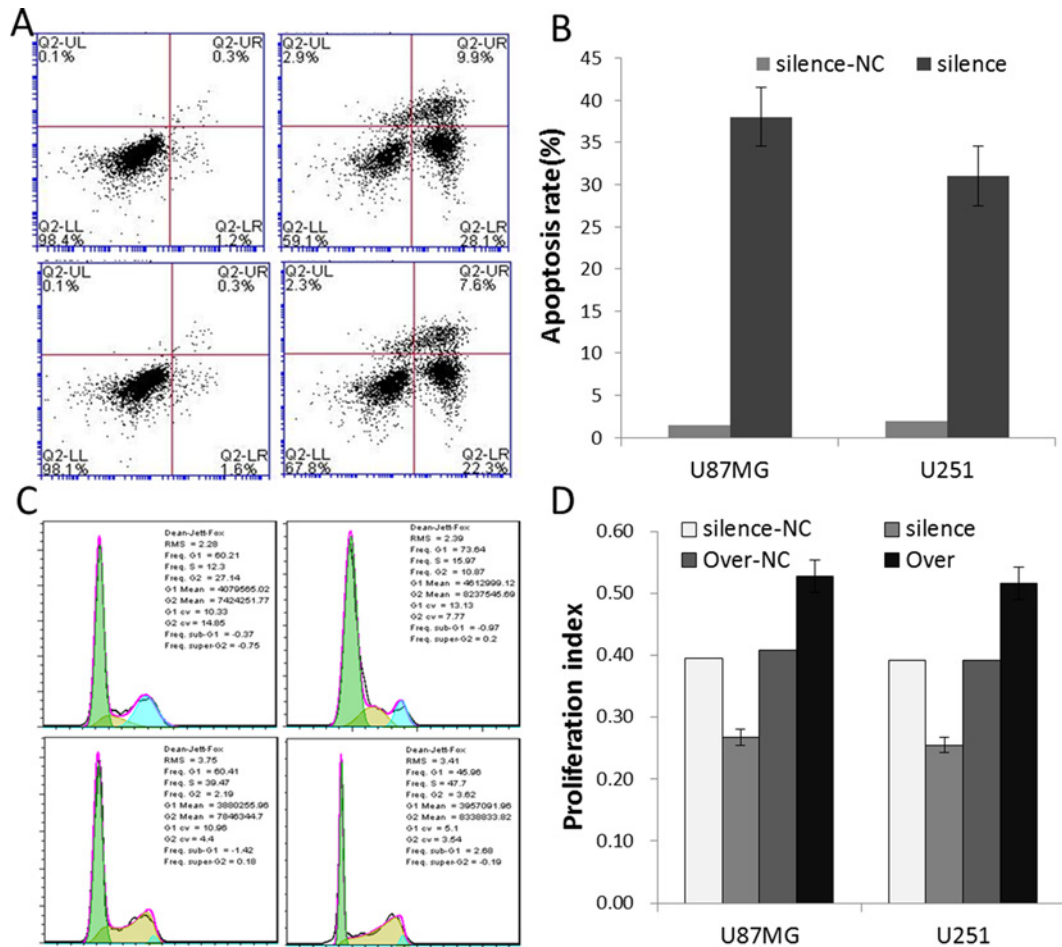 A
Q2-UL
0.1%
Q2-UR
0.3%
Q2-LL
98.4%
Q2-LR
1.2%
Q2-UL
2.9%
Q2-UR
9.9%
Q2-LL
59.1%
Q2-LR
28.1%
Q2-UL
0.1%
Q2-UR
0.3%
Q2-LL
98.1%
Q2-LR
1.6%
Q2-UL
2.3%
Q2-UR
7.6%
Q2-LL
67.8%
Q2-LR
22.3%
B
silence-NC silence
Apoptosis rate(%)
45
40
35
30
25
20
15
10
5
0
U87MG U251
C
Dean-Jett-Fox
RMS = 2.28
Freq. G1 = 60.21
Freq. S = 12.3
Freq. G2 = 27.14
G1 Mean = 4079565.02
G2 Mean = 7424251.77
G1 cv = 10.33
G2 cv = 14.85
Freq. sub-G1 = -0.37
Freq. super-G2 = -0.75
Dean-Jett-Fox
RMS = 2.39
Freq. G1 = 73.64
Freq. S = 15.97
Freq. G2 = 10.87
G1 Mean = 4612999.12
G2 Mean = 8237545.69
G1 cv = 13.13
G2 cv = 7.77
Freq. sub-G1 = -0.97
Freq. super-G2 = 0.2
Dean-Jett-Fox
RMS = 3.75
Freq. G1 = 60.41
Freq. S = 39.47
Freq. G2 = 2.19
G1 Mean = 3880255.96
G2 Mean = 7846344.7
G1 cv = 10.96
G2 cv = 4.4
Freq. sub-G1 = -1.42
Freq. super-G2 = 0.18
Dean-Jett-Fox
RMS = 3.41
Freq. G1 = 45.96
Freq. S = 47.7
Freq. G2 = 3.62
G1 Mean = 3957091.96
G2 Mean = 8338833.82
G1 cv = 5.1
G2 cv = 3.54
Freq. sub-G1 = 2.68
Freq. super-G2 = -0.19
D
silence-NC silence
Over-NC Over
Proliferation index
0.60
0.50
0.40
0.30
0.20
0.10
0.00
U87MG U251